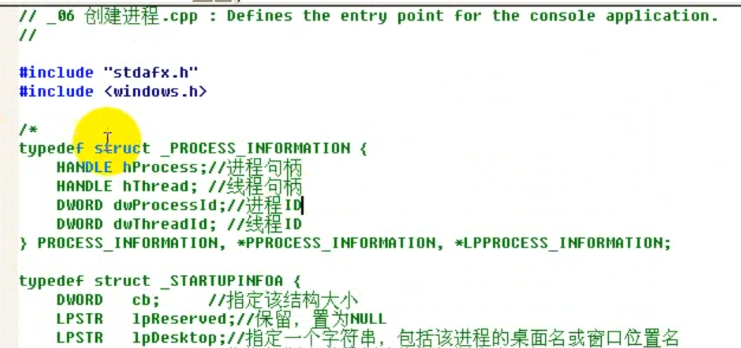 // _06 创建进程.cpp : Defines the entry point for the console application.
//
#include "stdafx.h"
#include <windows.h>
/*
typedef struct _PROCESS_INFORMATION {
HANDLE hProcess;//进程句柄
HANDLE hThread; //线程句柄
DWORD dwProcessId;//进程ID
DWORD dwThreadId; //线程ID
} PROCESS_INFORMATION, *PPROCESS_INFORMATION, *LPPROCESS_INFORMATION;
typedef struct _STARTUPINFOA {
DWORD cb; //指定该结构大小
LPSTR lpReserved;//保留，置为NULL
LPSTR lpDesktop;//指定一个字符串，包括该进程的桌面名或窗口位置名